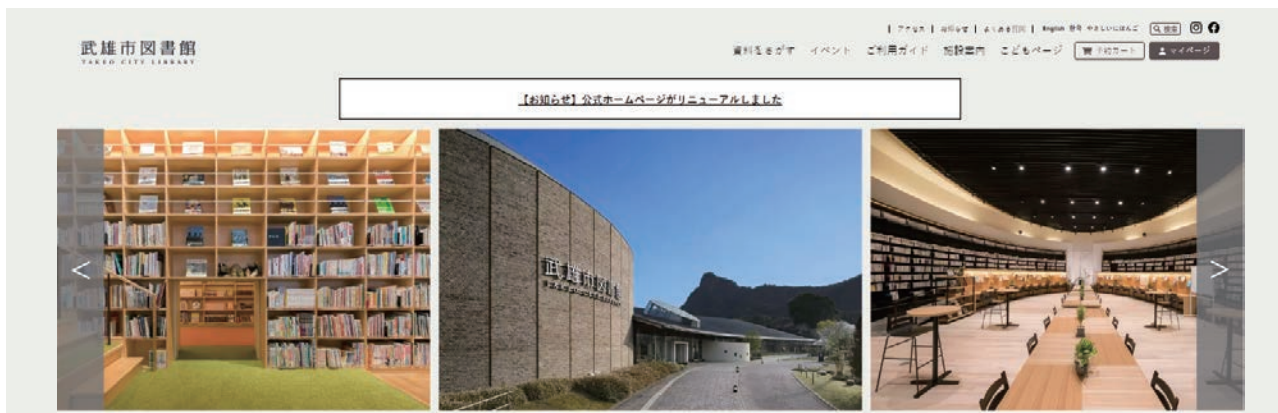 武雄市図書館
TAKEO CITY LIBRARY
アクセス | お知らせ | よくある質問 | English 한국 やさしいにほんご 検索
資料をさがす イベント ご利用ガイド 施設案内 こどもページ 予約カート マイページ
【お知らせ】公式ホームページがリニューアルしました
<
武雄市図書館
>